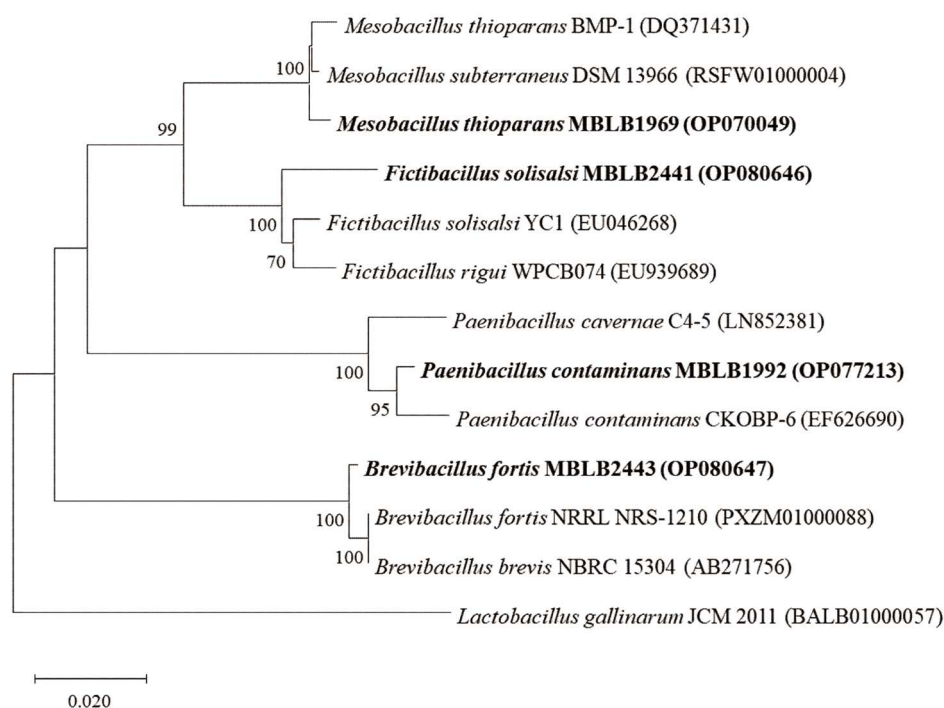 Mesobacillus thioparans BMP-1 (DQ371431)
100
Mesobacillus subterraneus DSM 13966 (RSFW01000004)
99
Mesobacillus thioparans MBLB1969 (OP070049)
Fictibacillus solisalsi MBLB2441 (OP080646)
100
Fictibacillus solisalsi YC1 (EU046268)
70
Fictibacillus rigui WPCB074 (EU939689)
Paenibacillus cavernae C4-5 (LN852381)
100
Paenibacillus contaminans MBLB1992 (OP077213)
95
Paenibacillus contaminans CKOBP-6 (EF626690)
Brevibacillus fortis MBLB2443 (OP080647)
100
Brevibacillus fortis NRRL NRS-1210 (PXZM01000088)
100
Brevibacillus brevis NBRC 15304 (AB271756)
Lactobacillus gallinarum JCM 2011 (BALB01000057)
0.020